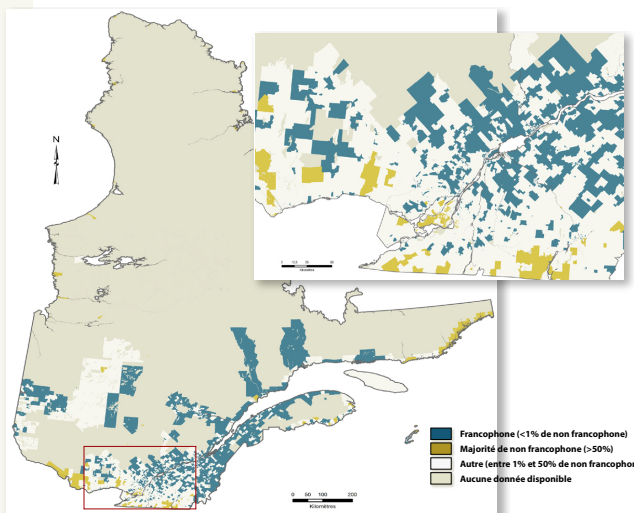 N
Kilomètres
Francophone (<1% de non francophone)
Majorité de non francophone (>50%)
Autre (entre 1% et 50% de non francophon
Aucune donnée disponible
0 50 100 200
Kilomètres